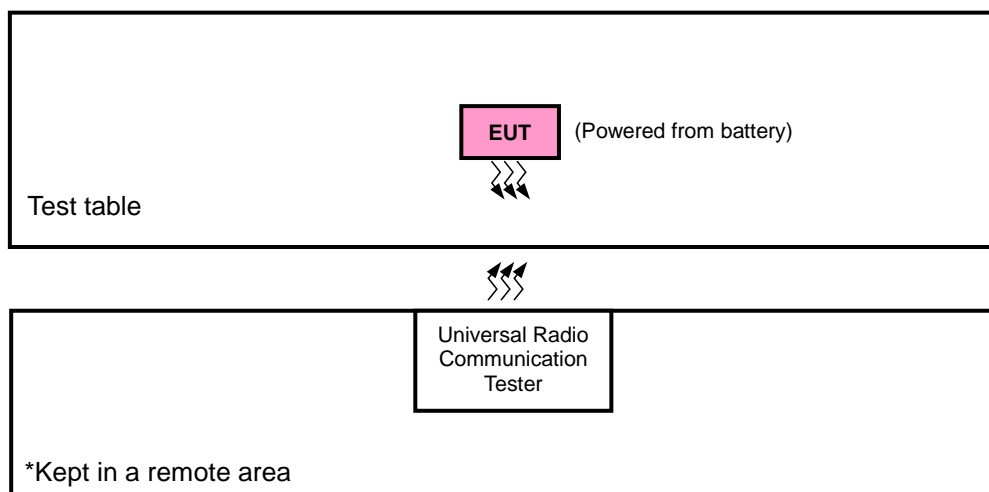 EUT
(Powered from battery)
Test table
Universal Radio
Communication
Tester
*Kept in a remote area